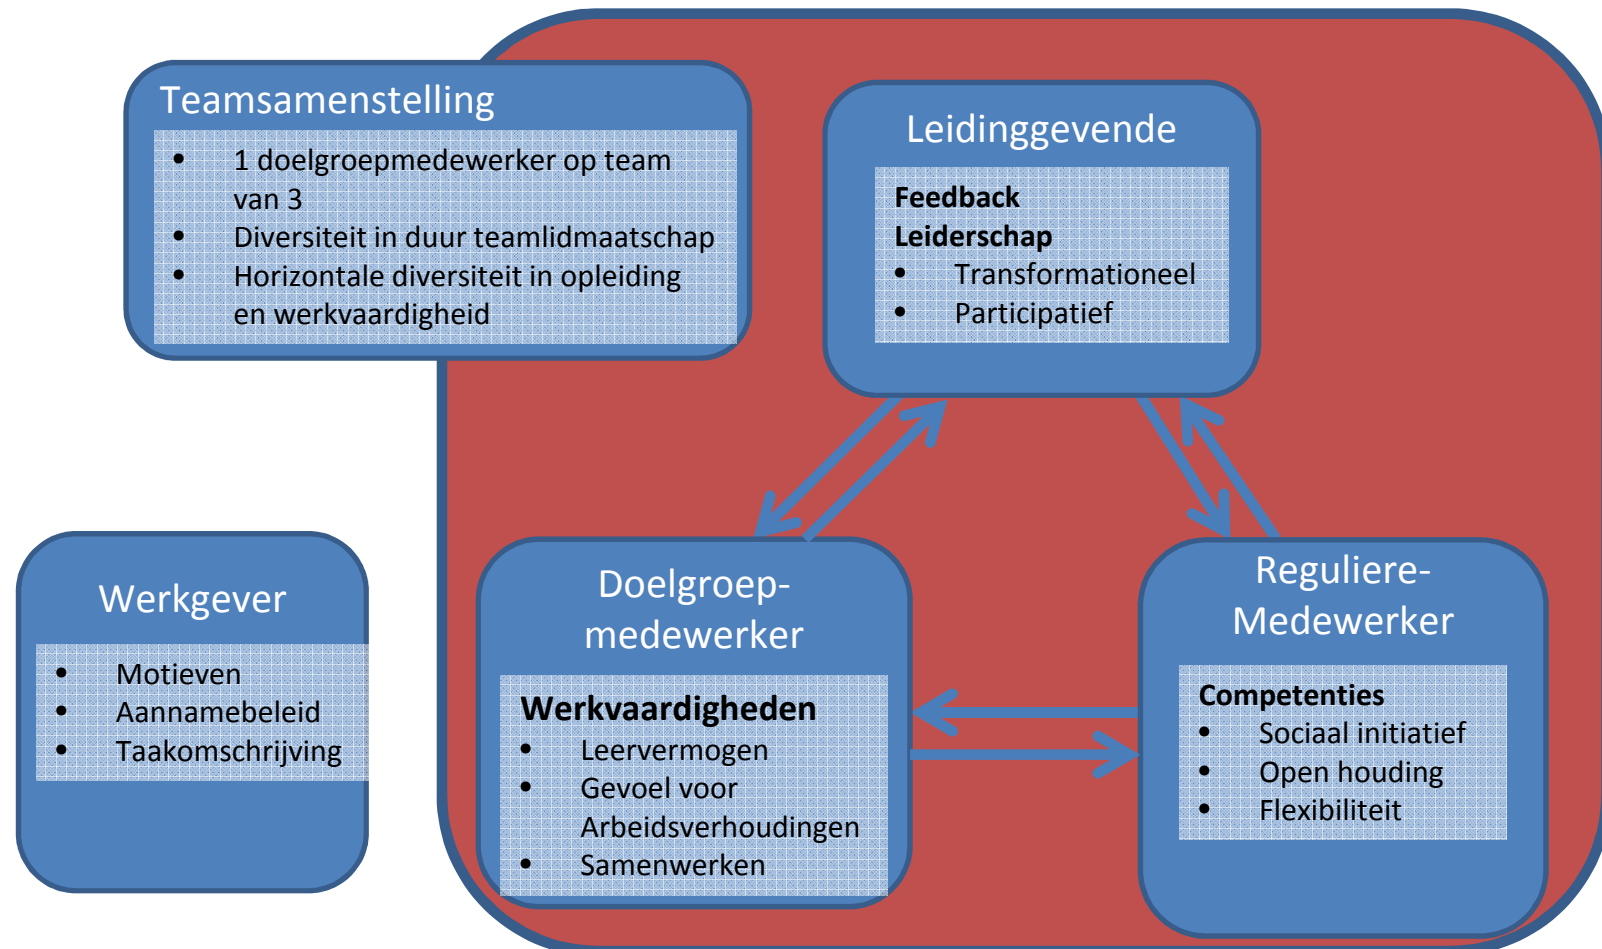 Teamsamenstelling
• 1 doelgroepmedewerker op team
van 3
• Diversiteit in duur teamlidmaatschap
• Horizontale diversiteit in opleiding
en werkvaardigheid
Leidinggevende
Feedback
Leiderschap
• Transformationeel
• Participatief
Werkgever
• Motieven
• Aannamebeleid
• Taakomschrijving
Doelgroep-
medewerker
Werkvaardigheden
• Leervermogen
• Gevoel voor
Arbeidsverhoudingen
• Samenwerken
Reguliere-
Medewerker
Competenties
• Sociaal initiatief
• Open houding
• Flexibiliteit